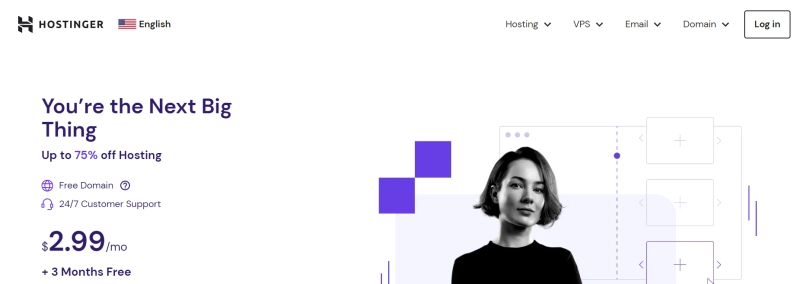 HOSTINGER
English
Hosting
VPS
Email
Domain
Log in
You're the Next Big
Thing
Up to 75% off Hosting
Free Domain
24/7 Customer Support
$2.99/mo
+ 3 Months Free